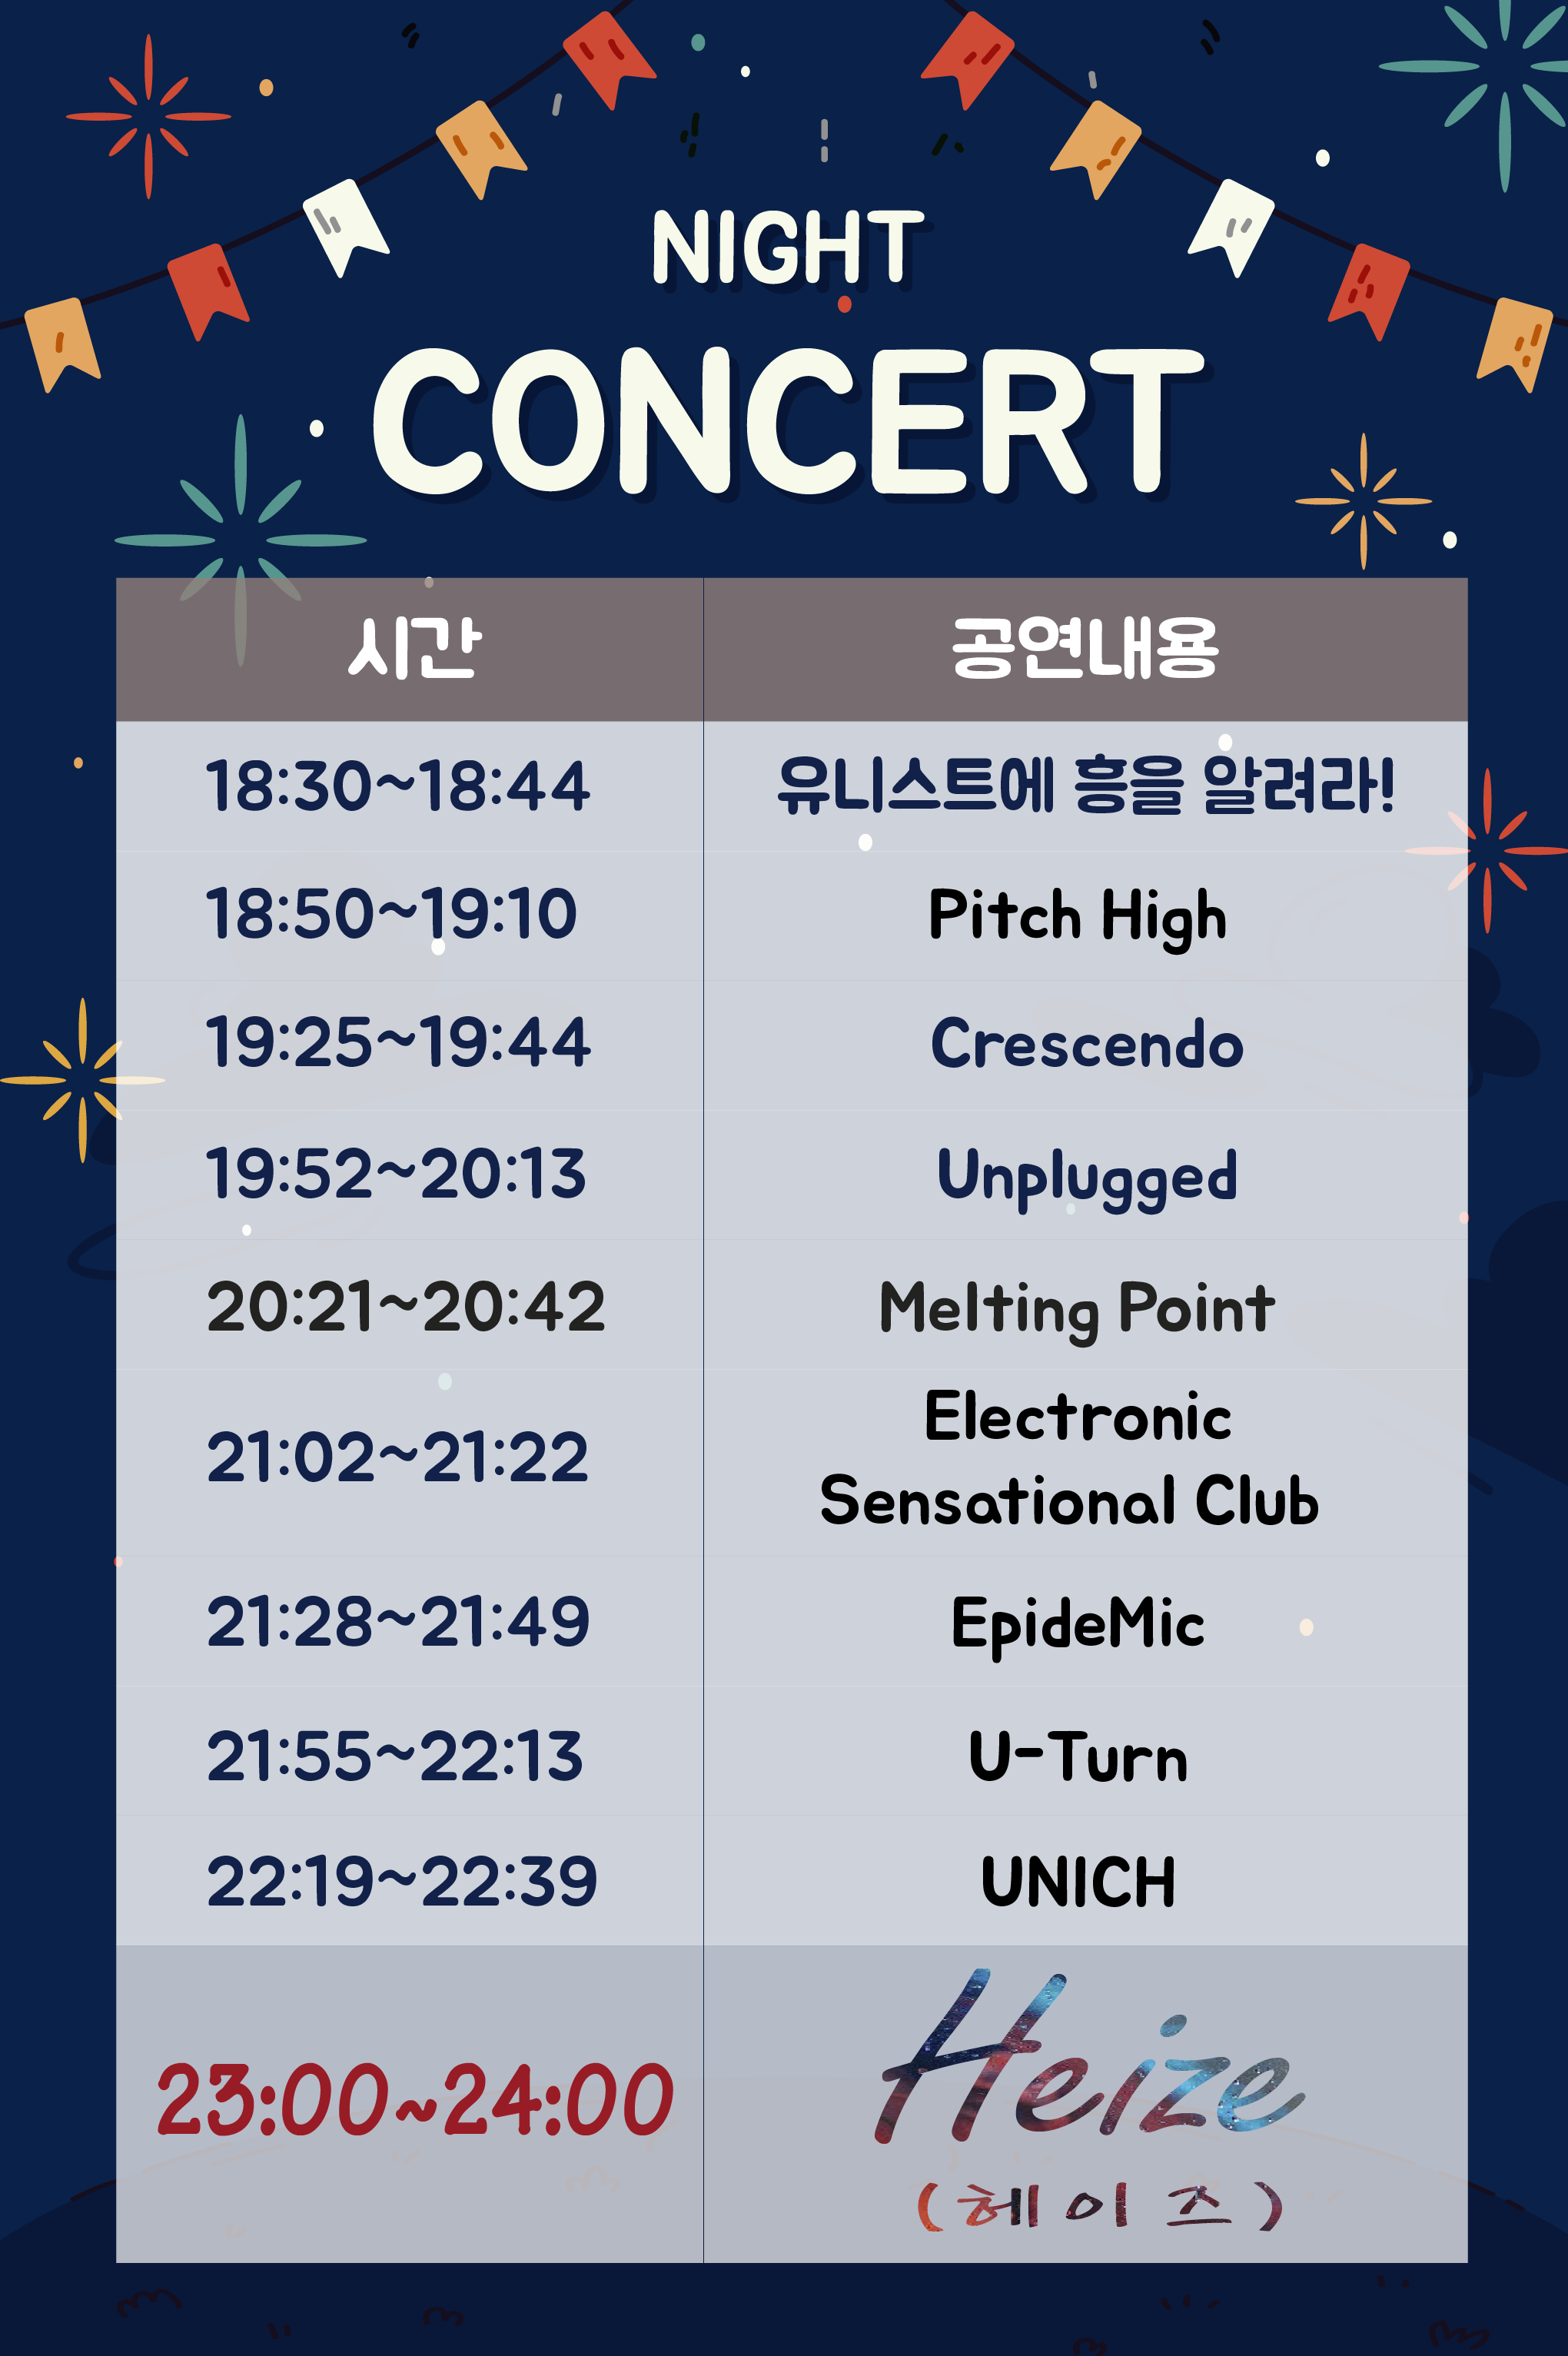 NIGHT
CONCERT
시간 공연내용
18:30~18:44 유니스트에 흥을 알려라!
18:50~19:10 Pitch High
19:25~19:44 Crescendo
19:52~20:13 Unplugged
20:21~20:42 Melting Point
21:02~21:22 Electronic
Sensational Club
21:28~21:49 EpideMic
21:55~22:13 U-Turn
22:19~22:39 UNICH
23:00~24:00 Heize
(헤이즈)